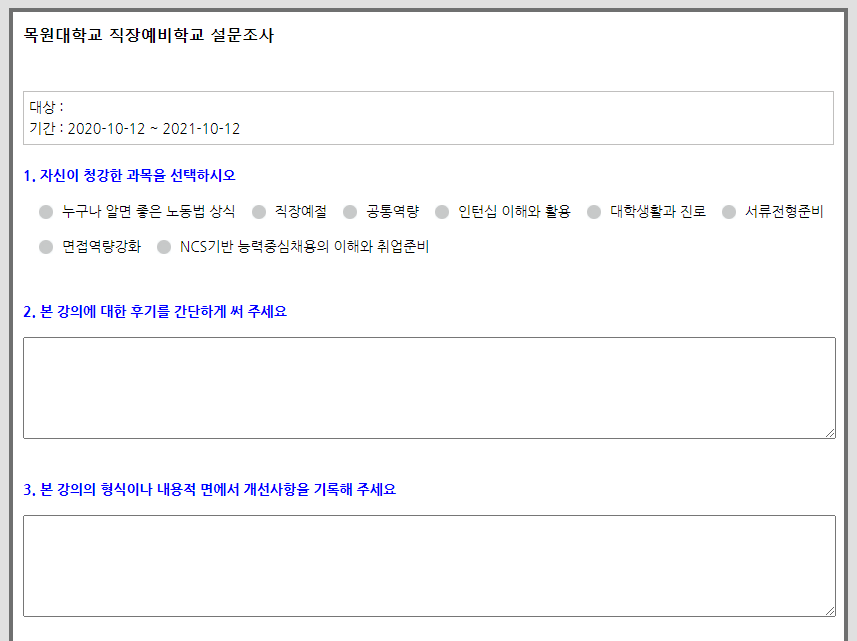 목원대학교 직장예비학교 설문조사
대상 :
기간 : 2020-10-12 ~ 2021-10-12
1. 자신이 청강한 과목을 선택하시오
누구나 알면 좋은 노동법 상식 직장예절 공통역량 인턴십 이해와 활용 대학생활과 진로 서류전형준비
면접역량강화 NCS기반 능력중심채용의 이해와 취업준비
2. 본 강의에 대한 후기를 간단하게 써 주세요
3. 본 강의의 형식이나 내용적 면에서 개선사항을 기록해 주세요